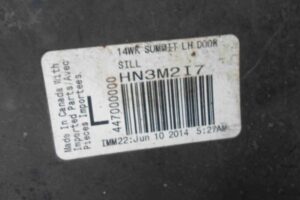 14WK SUMMIT LH DOOR
SILL
HN3M2I7
Made In Canada With
Imported Parts/Avec
Pieces Importees.
L
447000000
IMM22:Jun 10 2014 5:27AM